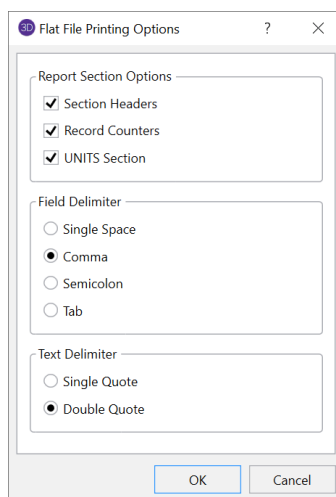 3D Flat File Printing Options ?
Report Section Options
Section Headers
Record Counters
UNITS Section
Field Delimiter
Single Space
Comma
Semicolon
Tab
Text Delimiter
Single Quote
Double Quote
OK Cancel